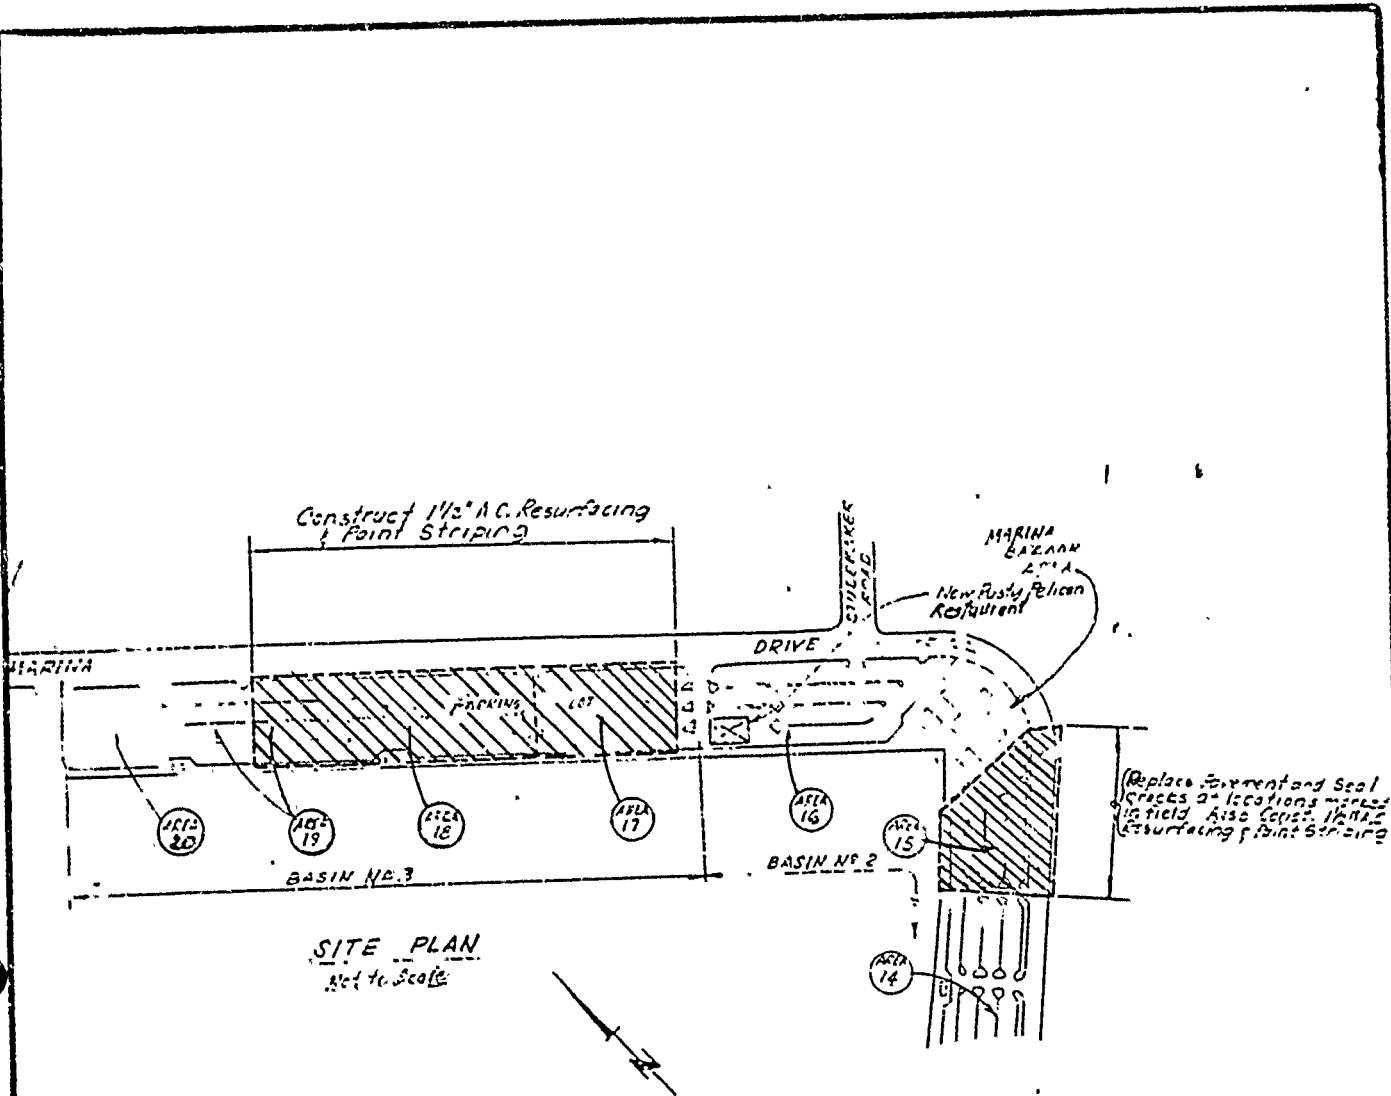 Construct 1½" A.C. Resurfacing
& Paint Striping
MARINA
BAZAAR
AREA
New Rusty Pelican
Restaurant
ROAD
DRIVE
MARINA
PARKING LOT
AREA
20
AREA
19
AREA
18
AREA
17
AREA
16
AREA
15
AREA
14
Replace Pavement and Seal
cracks at locations marked
in field. Also Const.
Resurfacing & Paint Striping
BASIN Nº 3
BASIN Nº 2
SITE PLAN
Not to Scale
N